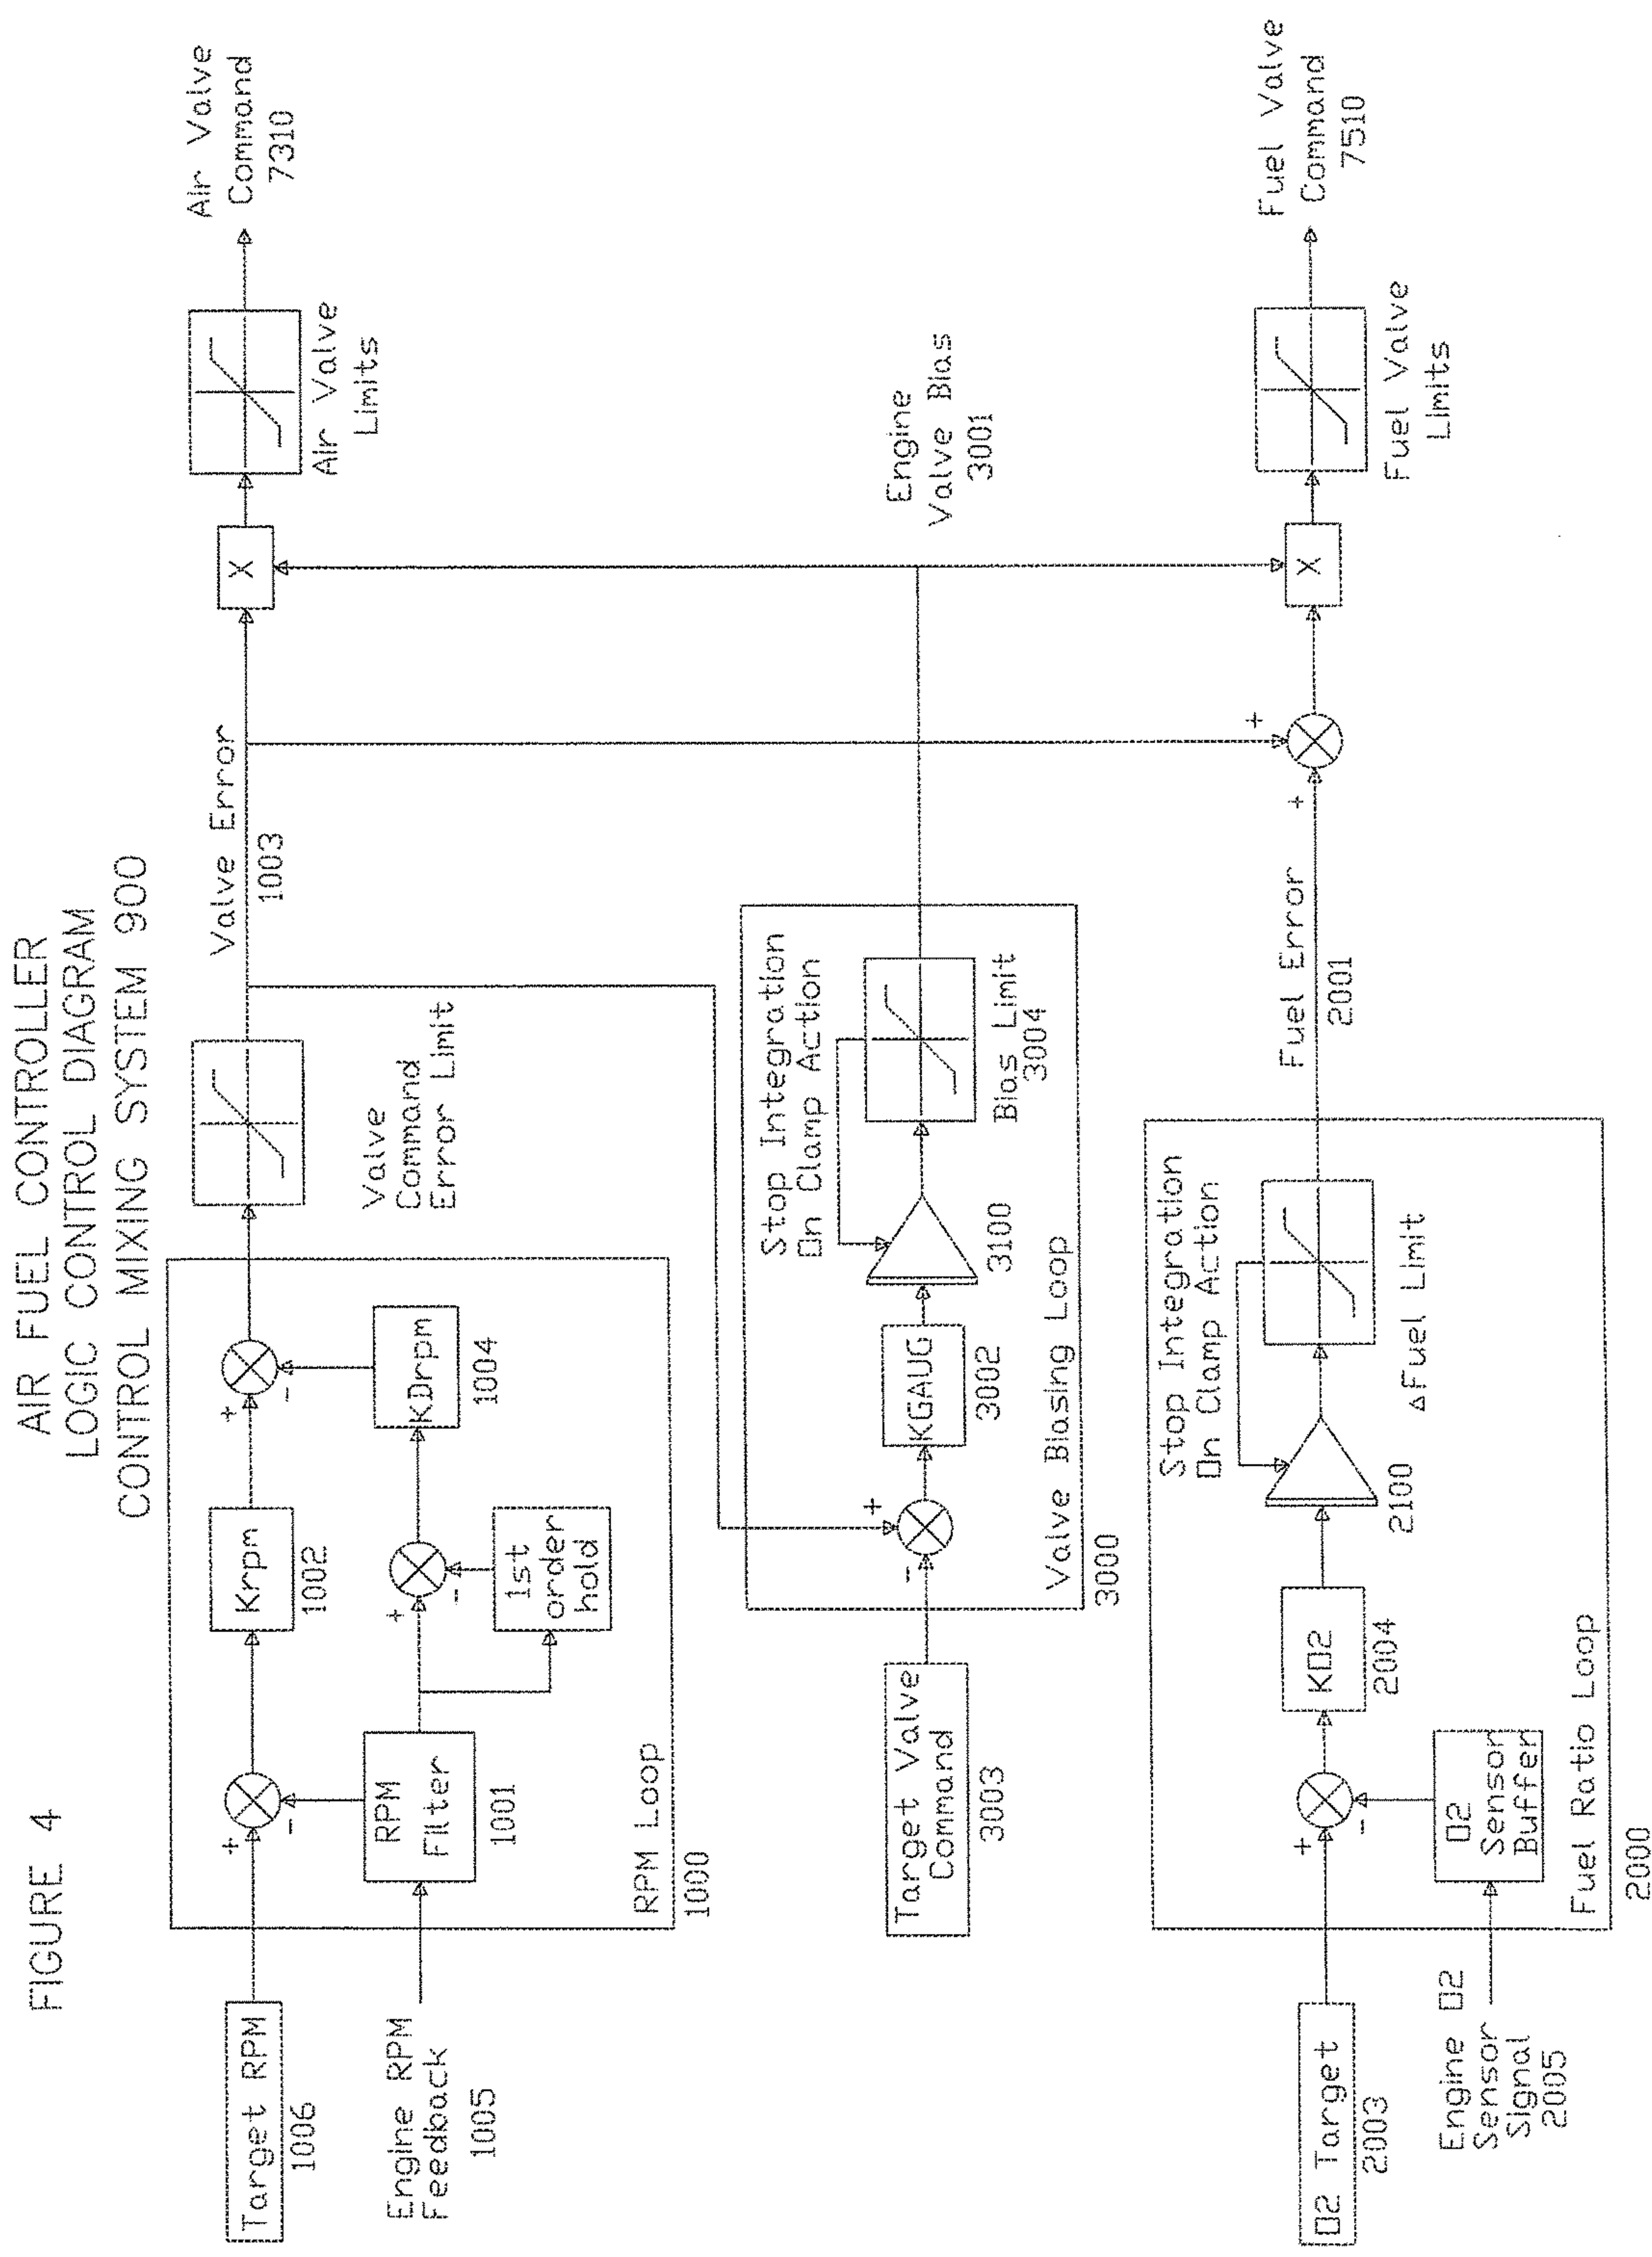 FIGURE 4
AIR FUEL CONTROLLER
LOGIC CONTROL DIAGRAM
CONTROL MIXING SYSTEM 900
Target RPM
1006
Engine RPM
Feedback
1005
+
-
RPM
Filter
1001
Krpm
1002
+
-
1st
order
hold
+
-
KDrpm
1004
RPM Loop
1000
Valve
Command
Error Limit
Valve Error
1003
X
Air Valve
Limits
Air Valve
Command
7310
Target Valve
Command
3003
+
-
KGAUG
3002
3100
Stop Integration
On Clamp Action
Bias Limit
3004
Valve Biasing Loop
3000
Engine
Valve Bias
3001
O2 Target
2003
Engine O2
Sensor
Signal
2005
+
-
O2
Sensor
Buffer
KO2
2004
2100
Stop Integration
On Clamp Action
ΔFuel Limit
Fuel Ratio Loop
2000
Fuel Error
2001
+
+
X
Fuel Valve
Limits
Fuel Valve
Command
7510